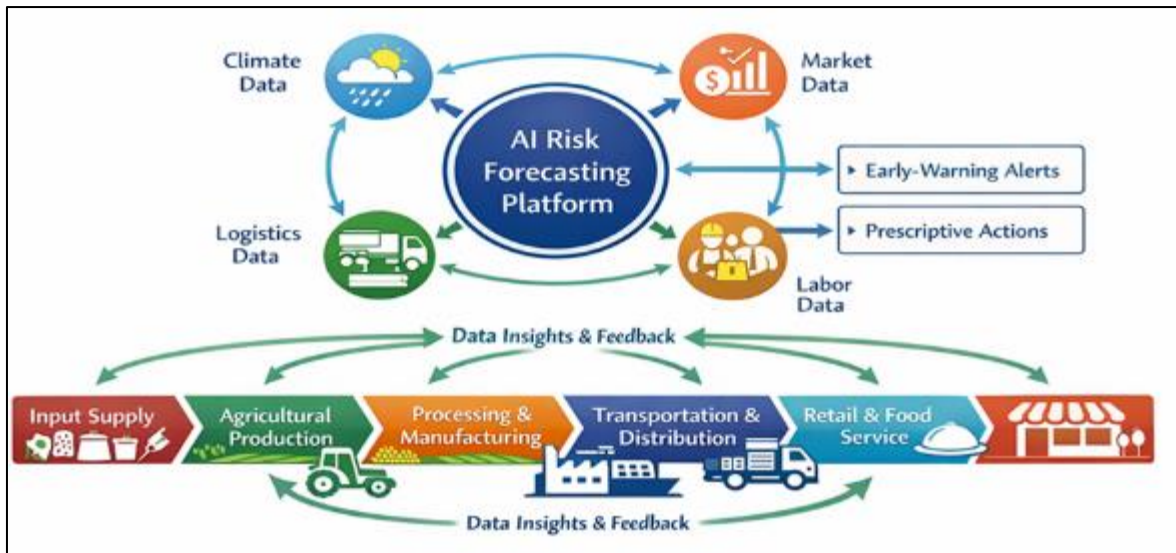 Climate
Data
Market
Data
AI Risk
Forecasting
Platform
▸ Early-Warning Alerts
Logistics
Data
▸ Prescriptive Actions
Labor
Data
Data Insights & Feedback
Input Supply
Agricultural
Production
Processing &
Manufacturing
Transportation &
Distribution
Retail & Food
Service
Data Insights & Feedback